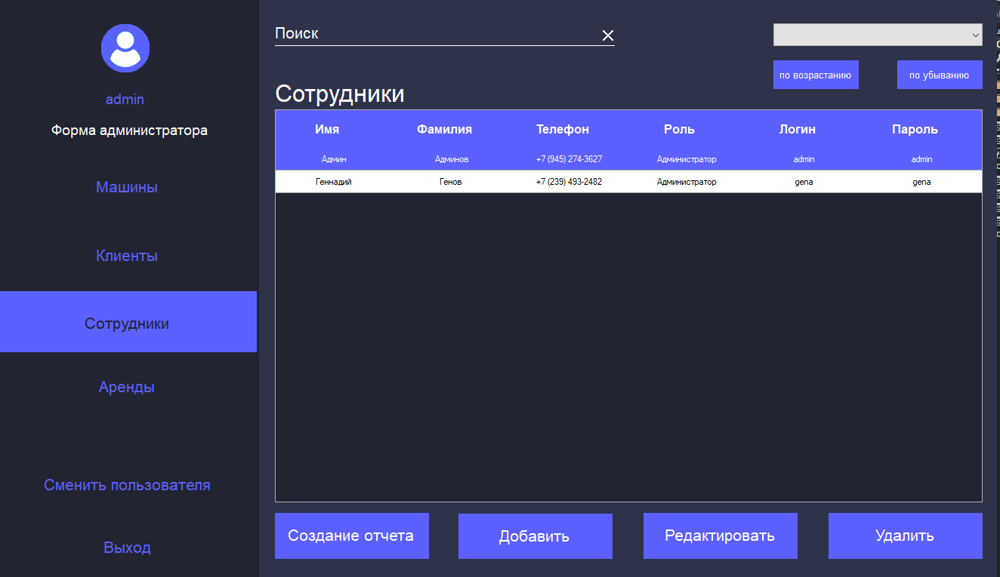 admin
Форма администратора
Машины
Клиенты
Сотрудники
Аренды
Сменить пользователя
Выход
Поиск
по возрастанию по убыванию
Сотрудники
Имя Фамилия Телефон Роль Логин Пароль
Админ Админов +7 (945) 274-3627 Администратор admin admin
Геннадий Генов +7 (239) 493-2482 Администратор gena gena
Создание отчета Добавить Редактировать Удалить